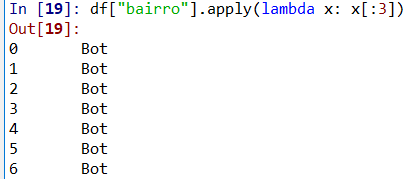 In [19]: df["bairro"].apply(lambda x: x[:3])
Out[19]:
0 Bot
1 Bot
2 Bot
3 Bot
4 Bot
5 Bot
6 Bot